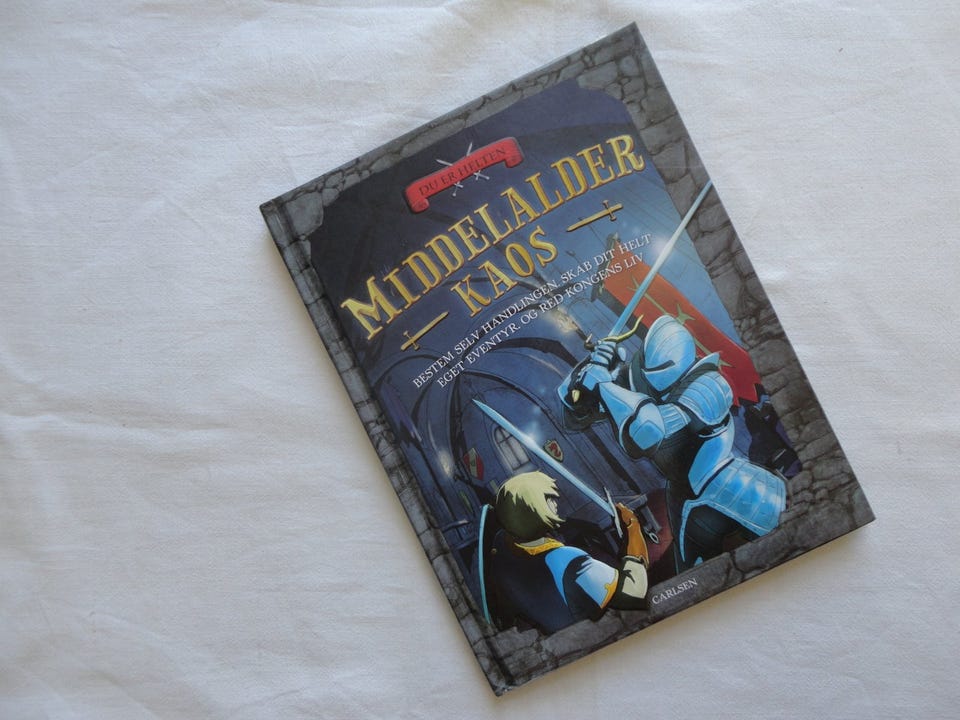 DU ER HELTEN
MIDDELALDER
KAOS
BESTEM SELV HANDLINGEN. SKAB DIT HELT
EGET EVENTYR. OG RED KONGENS LIV
CARLSEN